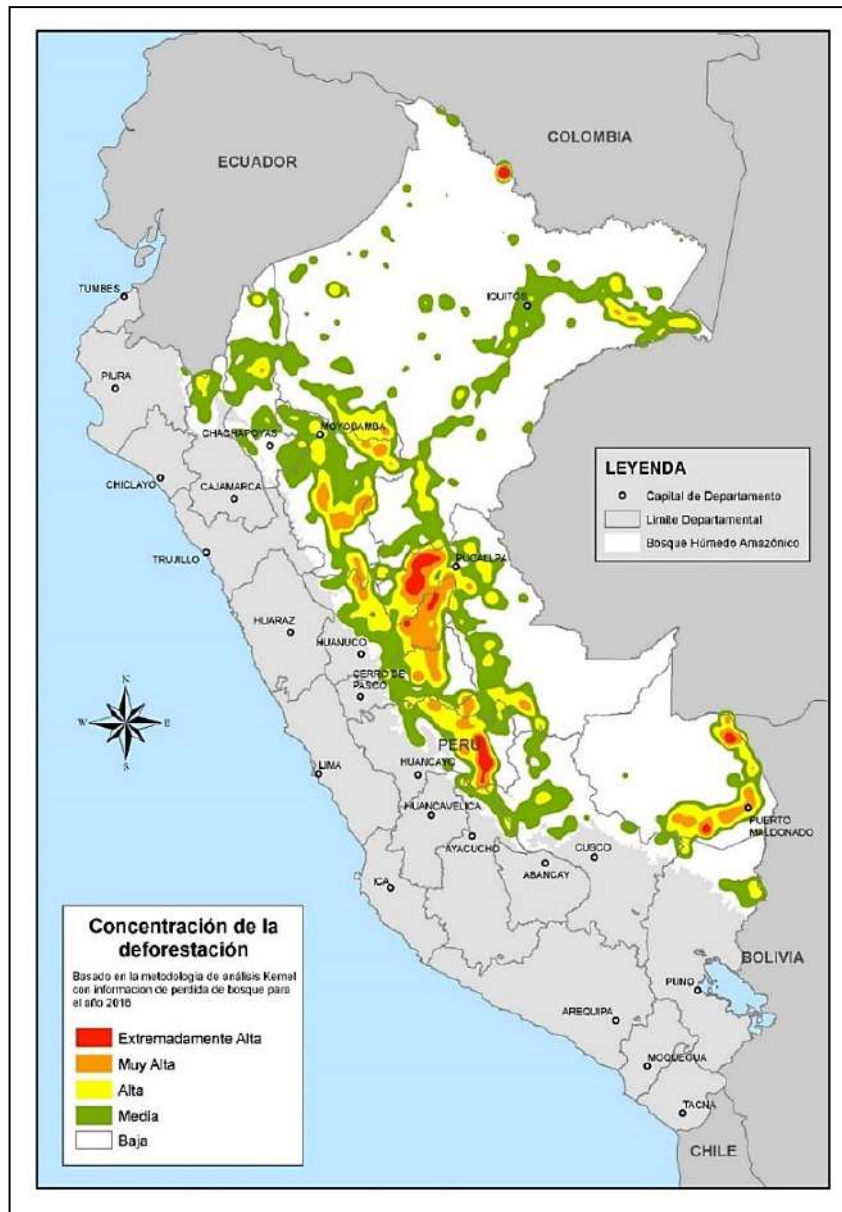 COLOMBIA
ECUADOR
TUMBES
IQUITOS
PIURA
CHACHAPOYAS
MOYOBAMBA
CHICLAYO
CAJAMARCA
TRUJILLO
PUCALLPA
HUARAZ
HUANUCO
CERRO DE
PASCO
PERU
LIMA
HUANCAYO
HUANCAVELICA
AYACUCHO
CUSCO
ABANCAY
ICA
PUERTO
MALDONADO
BOLIVIA
PUNO
AREQUIPA
MOQUEGUA
TACNA
CHILE
N
W
E
S
LEYENDA
Capital de Departamento
Limite Departamental
Bosque Húmedo Amazónico
Concentración de la
deforestación
Basado en la metodología de análisis Kernel
con informacion de perdida de bosque para
el año 2016
Extremadamente Alta
Muy Alta
Alta
Media
Baja